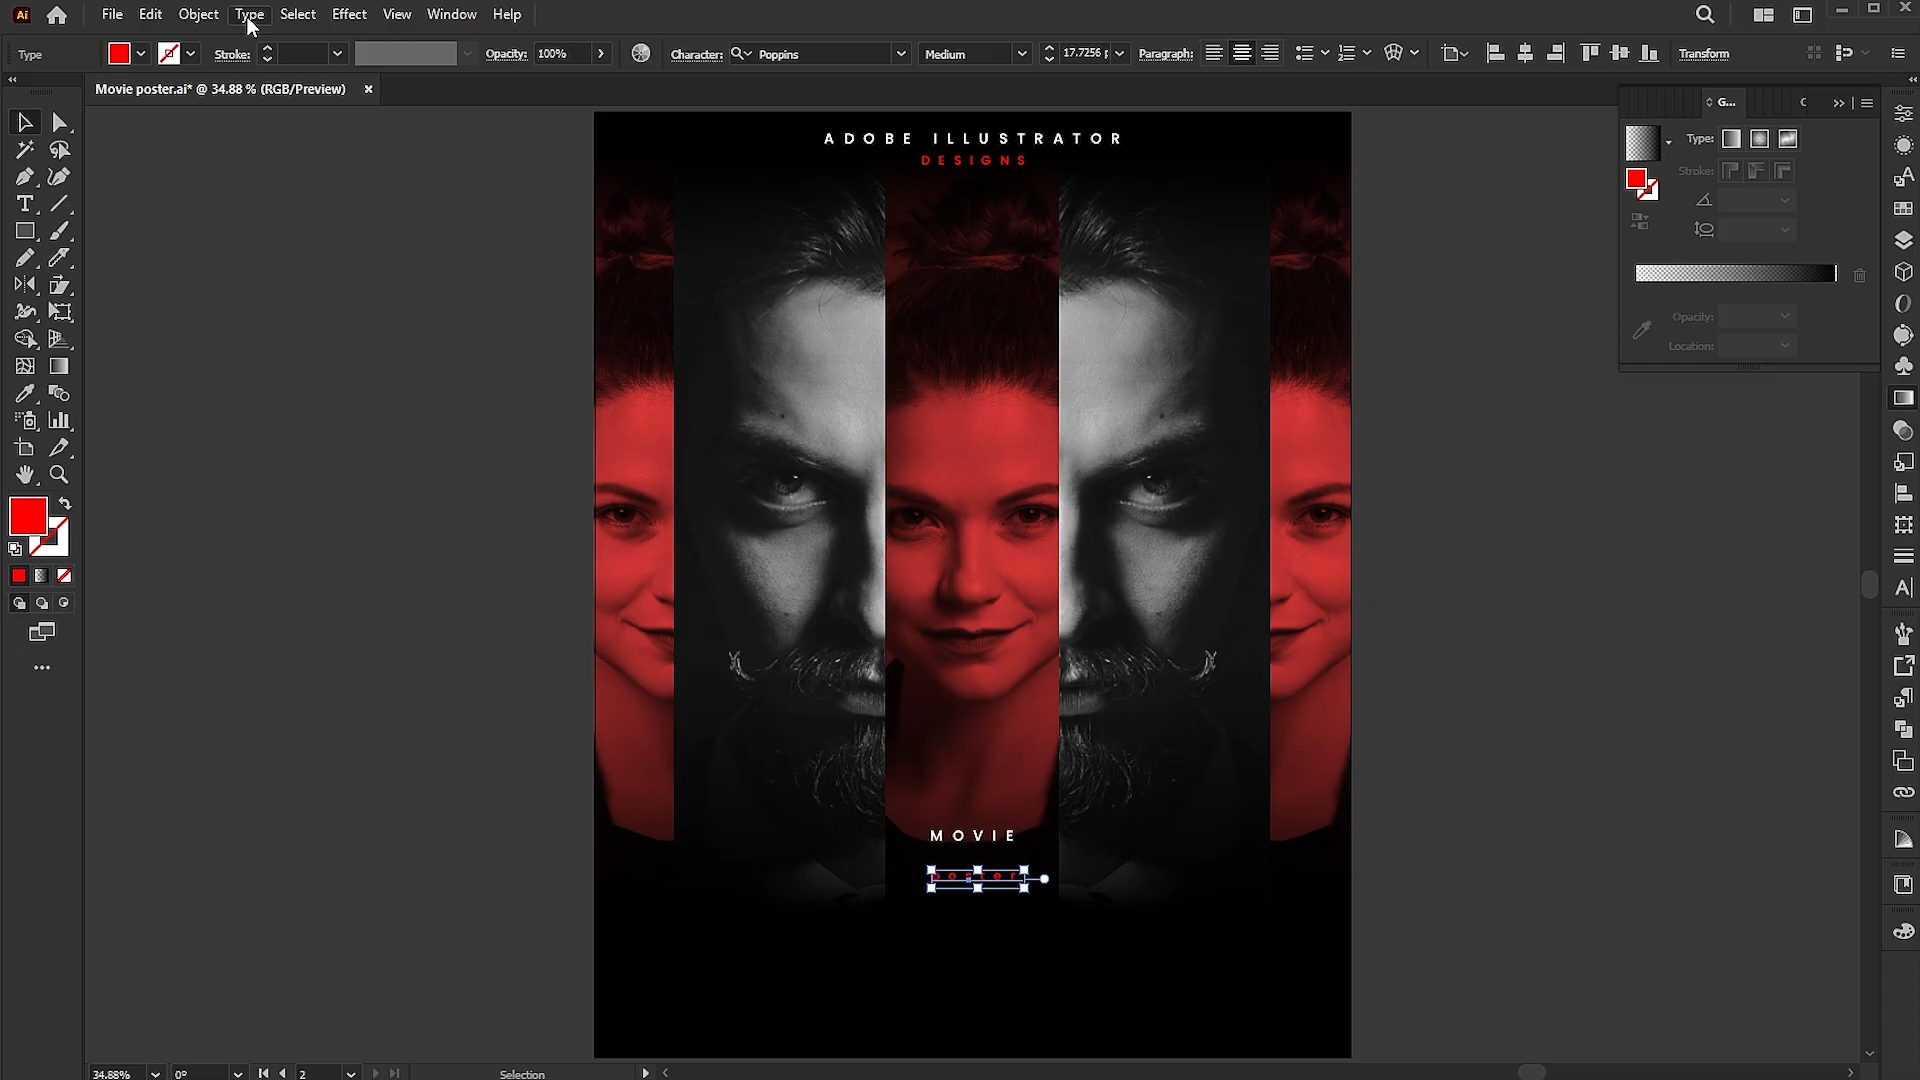 Ai File Edit Object Type Select Effect View Window Help
Type Stroke: Opacity: 100% Character: Poppins Medium 17.7256 Paragraph: Transform
Movie poster.ai* @ 34.88 % (RGB/Preview)
G...
Type:
Stroke:
Opacity:
Location:
ADOBE ILLUSTRATOR
DESIGNS
MOVIE
poster
34.88% 0° 2 Selection